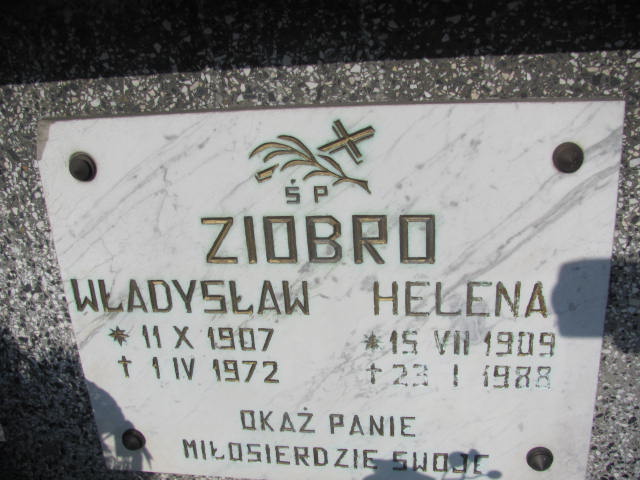 ŚP
ZIOBRO
WŁADYSŁAW HELENA
* 11 X 1907 * 15 VII 1909
† 1 IV 1972 † 23 I 1988
OKAŻ PANIE
MIŁOSIERDZIE SWOJE